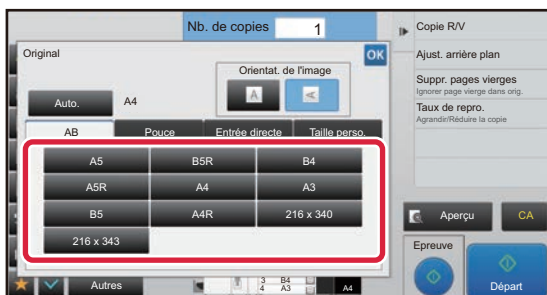 Nb. de copies 1
Original
OK
Orientat. de l'image
A
A
Auto.
A4
AB
Pouce
Entrée directe
Taille perso.
A5
B5R
B4
A5R
A4
A3
B5
A4R
216 x 340
216 x 343
Autres
3 B4
4 A3
A4
Copie R/V
Ajust. arrière plan
Suppr. pages vierges
Ignorer page vierge dans orig.
Taux de repro.
Agrandir/Réduire la copie
Aperçu
CA
Epreuve
Départ